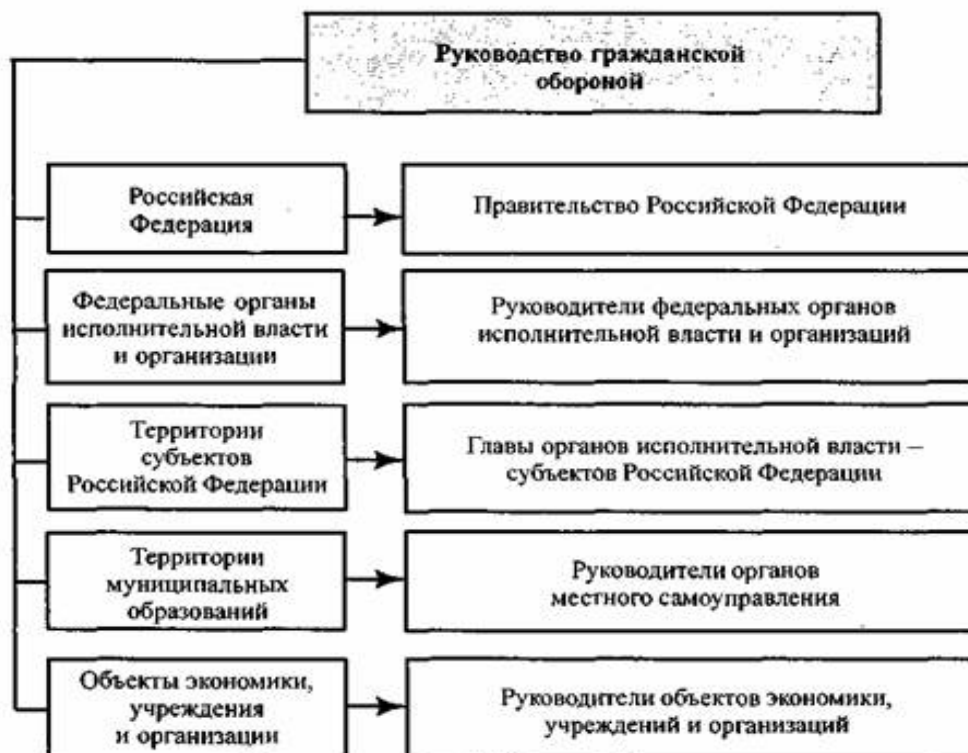 Руководство гражданской
обороной
Российская
Федерация
Правительство Российской Федерации
Федеральные органы
исполнительной власти
и организации
Руководители федеральных органов
исполнительной власти и организаций
Территории
субъектов
Российской Федерации
Главы органов исполнительной власти –
субъектов Российской Федерации
Территории
муниципальных
образований
Руководители органов
местного самоуправления
Объекты экономики,
учреждения
и организации
Руководители объектов экономики,
учреждений и организаций